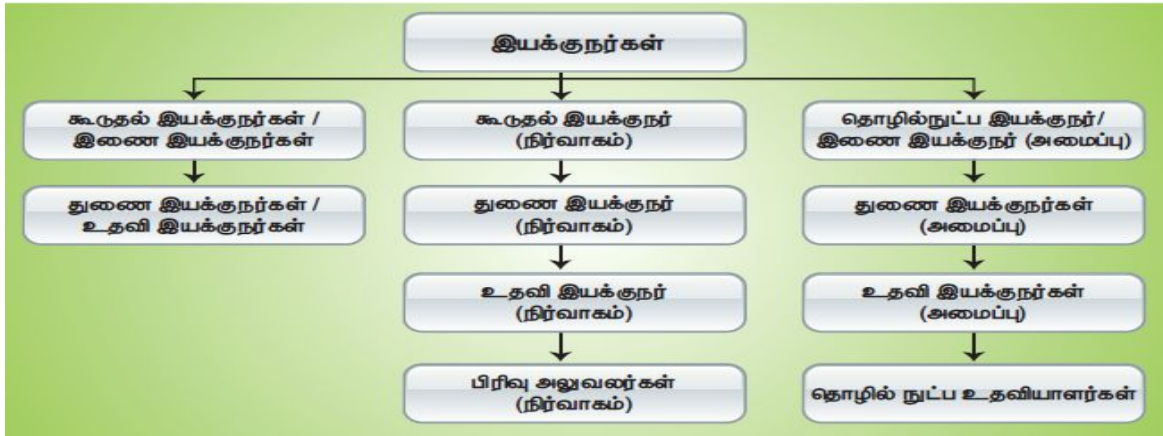 இயக்குநர்கள்
கூடுதல் இயக்குநர்கள் /
இணை இயக்குநர்கள்
துணை இயக்குநர்கள் /
உதவி இயக்குநர்கள்
கூடுதல் இயக்குநர்
(நிர்வாகம்)
துணை இயக்குநர்
(நிர்வாகம்)
உதவி இயக்குநர்
(நிர்வாகம்)
பிரிவு அலுவலர்கள்
(நிர்வாகம்)
தொழில்நுட்ப இயக்குநர்/
இணை இயக்குநர் (அமைப்பு)
துணை இயக்குநர்கள்
(அமைப்பு)
உதவி இயக்குநர்கள்
(அமைப்பு)
தொழில் நுட்ப உதவியாளர்கள்